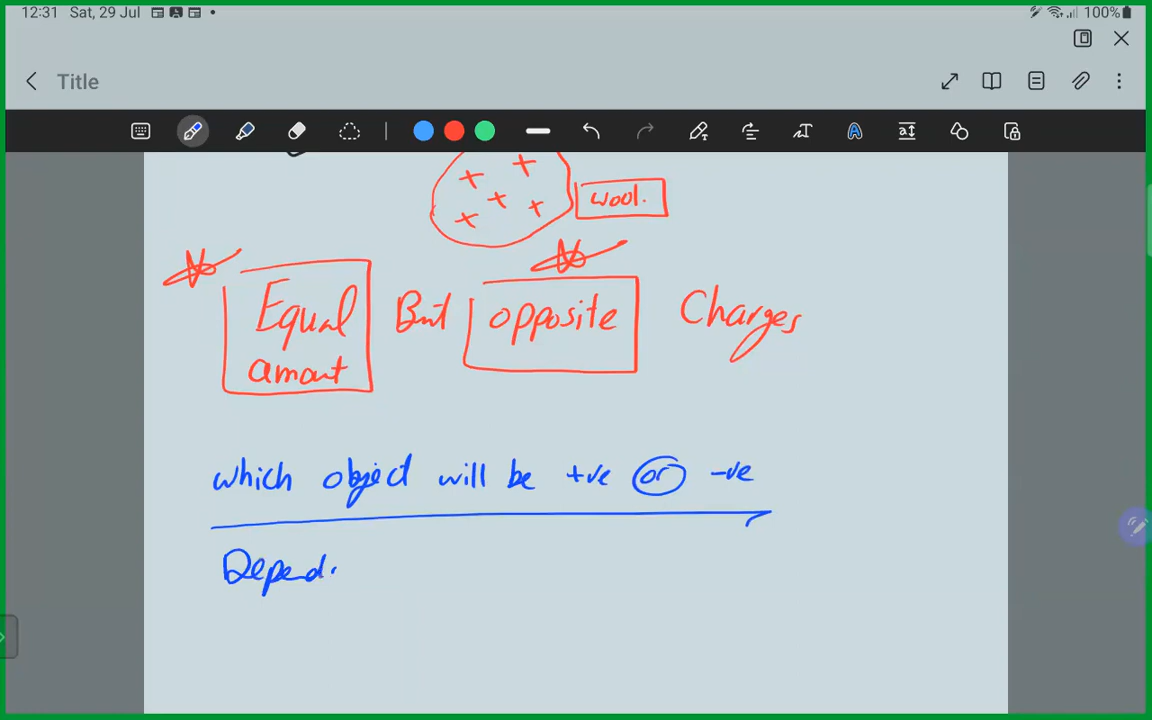 12:31 Sat, 29 Jul 100%
Title
+ +
+ +
+
wool.
Equal But opposite Charges
amount
which object will be +ve or -ve
Depend